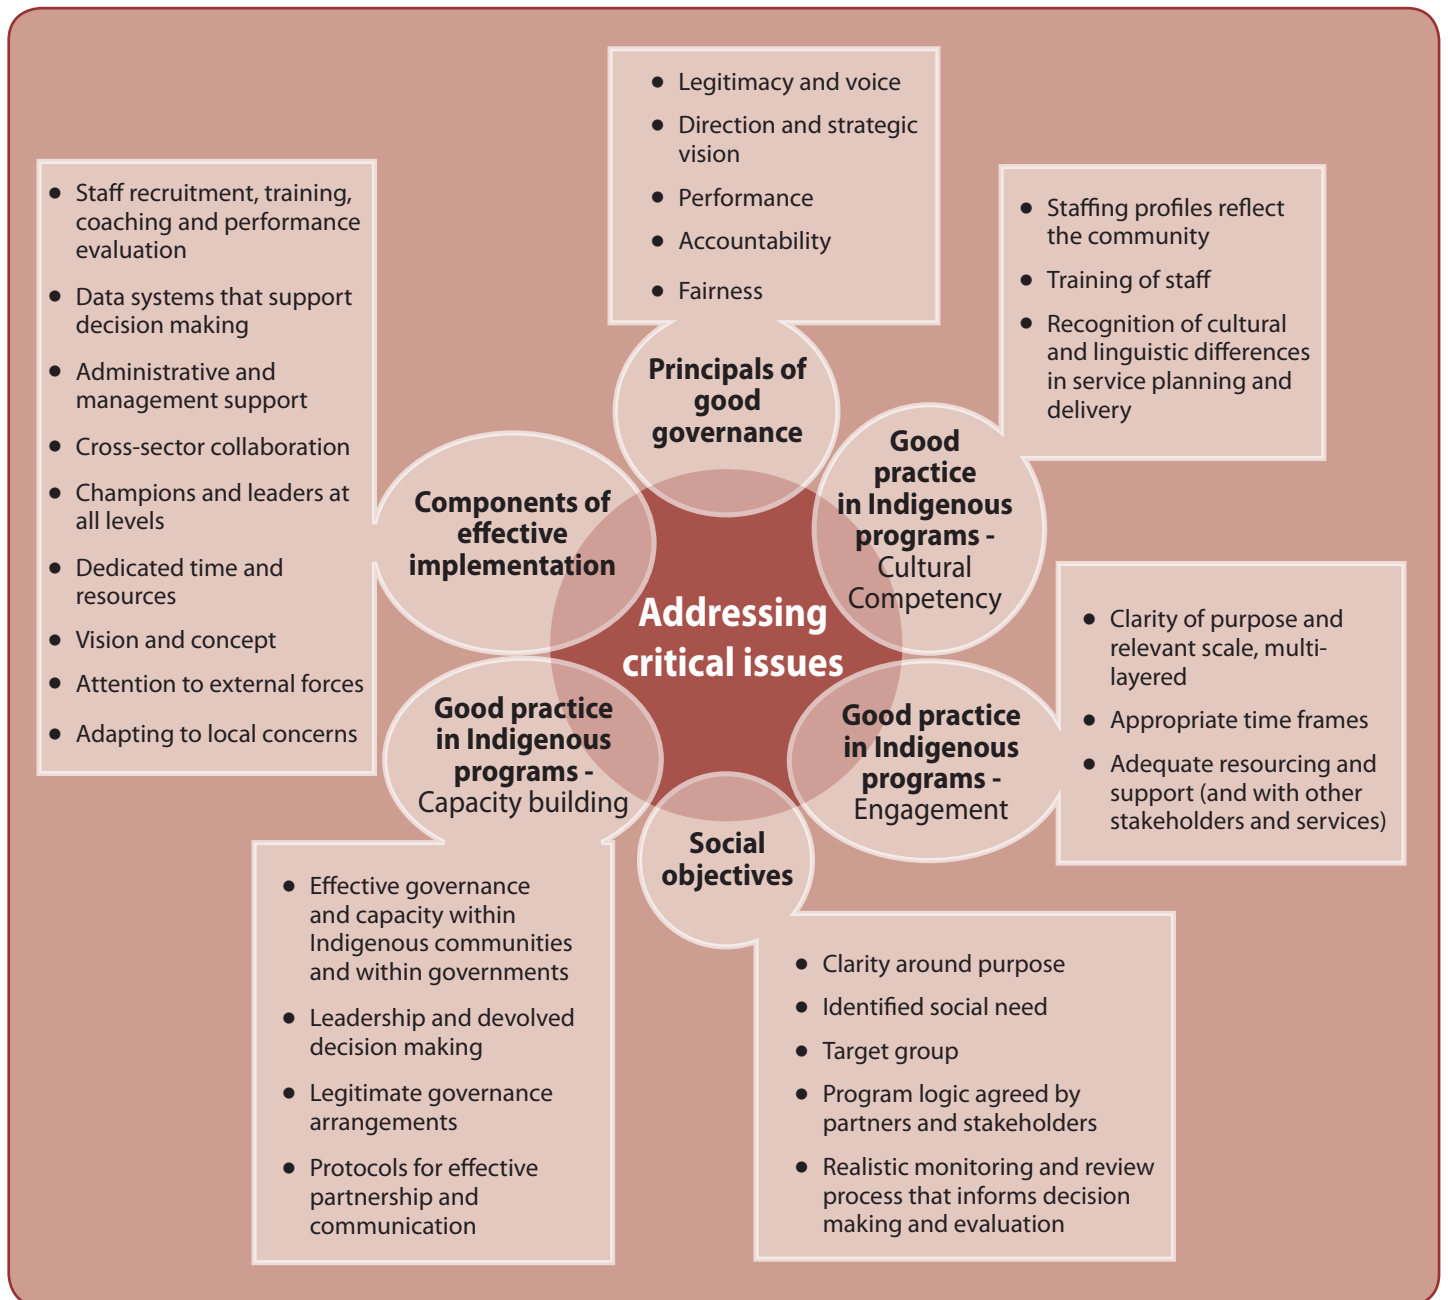 Legitimacy and voice
Direction and strategic
vision
Performance
Accountability
Fairness
Principals of
good
governance
Staffing profiles reflect
the community
Training of staff
Recognition of cultural
and linguistic differences
in service planning and
delivery
Good
practice
in Indigenous
programs -
Cultural
Competency
Clarity of purpose and
relevant scale, multi-
layered
Appropriate time frames
Adequate resourcing and
support (and with other
stakeholders and services)
Good practice
in Indigenous
programs -
Engagement
Social
objectives
Clarity around purpose
Identified social need
Target group
Program logic agreed by
partners and stakeholders
Realistic monitoring and review
process that informs decision
making and evaluation
Good practice
in Indigenous
programs -
Capacity building
Effective governance
and capacity within
Indigenous communities
and within governments
Leadership and devolved
decision making
Legitimate governance
arrangements
Protocols for effective
partnership and
communication
Components of
effective
implementation
Staff recruitment, training,
coaching and performance
evaluation
Data systems that support
decision making
Administrative and
management support
Cross-sector collaboration
Champions and leaders at
all levels
Dedicated time and
resources
Vision and concept
Attention to external forces
Adapting to local concerns
Addressing
critical issues